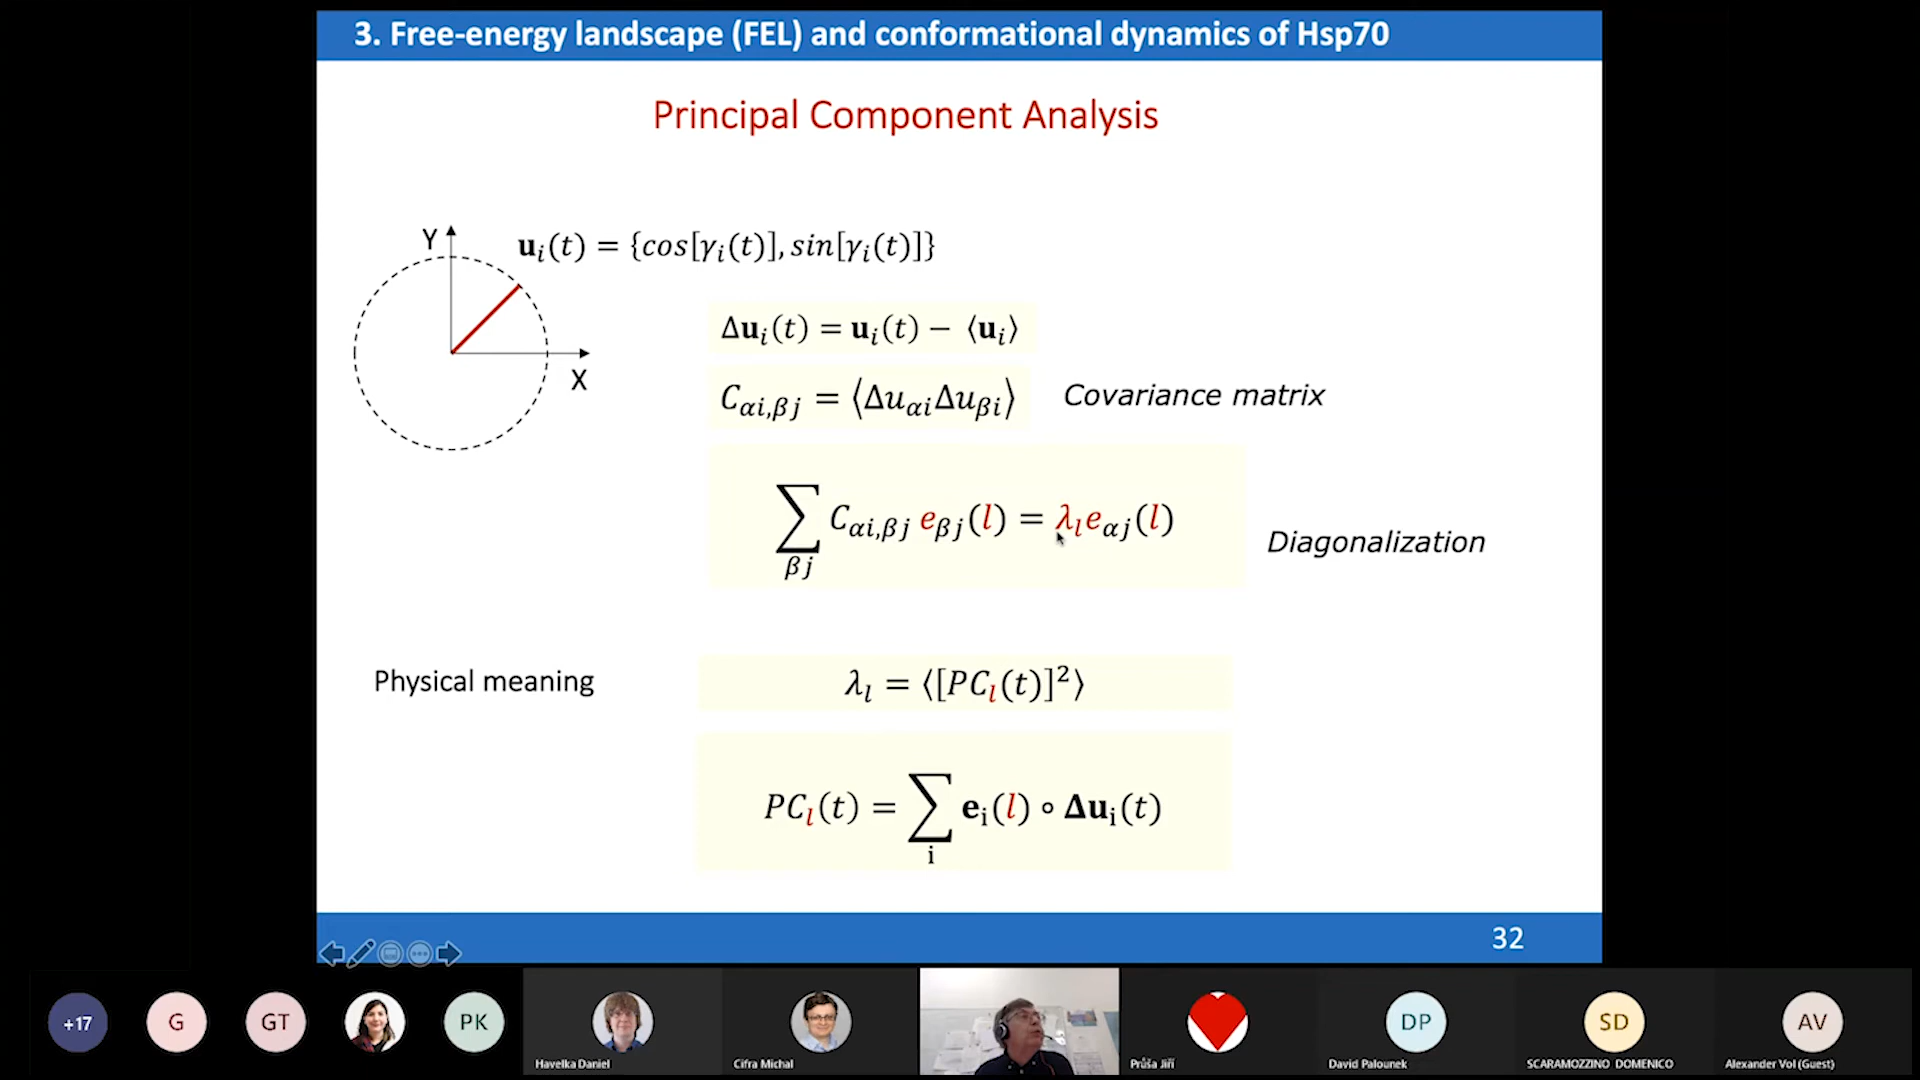 3. Free-energy landscape (FEL) and conformational dynamics of Hsp70
Principal Component Analysis
Y
𝐮ᵢ(t) = {cos[γᵢ(t)], sin[γᵢ(t)]}
X
Δ𝐮ᵢ(t) = 𝐮ᵢ(t) − ⟨𝐮ᵢ⟩
C_{αi,βj} = ⟨Δu_{αi}Δu_{βi}⟩ Covariance matrix
∑_{βj} C_{αi,βj} e_{βj}(l) = λ_l e_{αj}(l)
Diagonalization
Physical meaning λ_l = ⟨[PC_l(t)]²⟩
PC_l(t) = ∑_i 𝐞_i(l) ∘ Δ𝐮_i(t)
32
+17
G
GT
PK
DP
SD
AV
Havelka Daniel
Cifra Michal
Průša Jiří
David Palounek
SCARAMOZZINO DOMENICO
Alexander Vol (Guest)